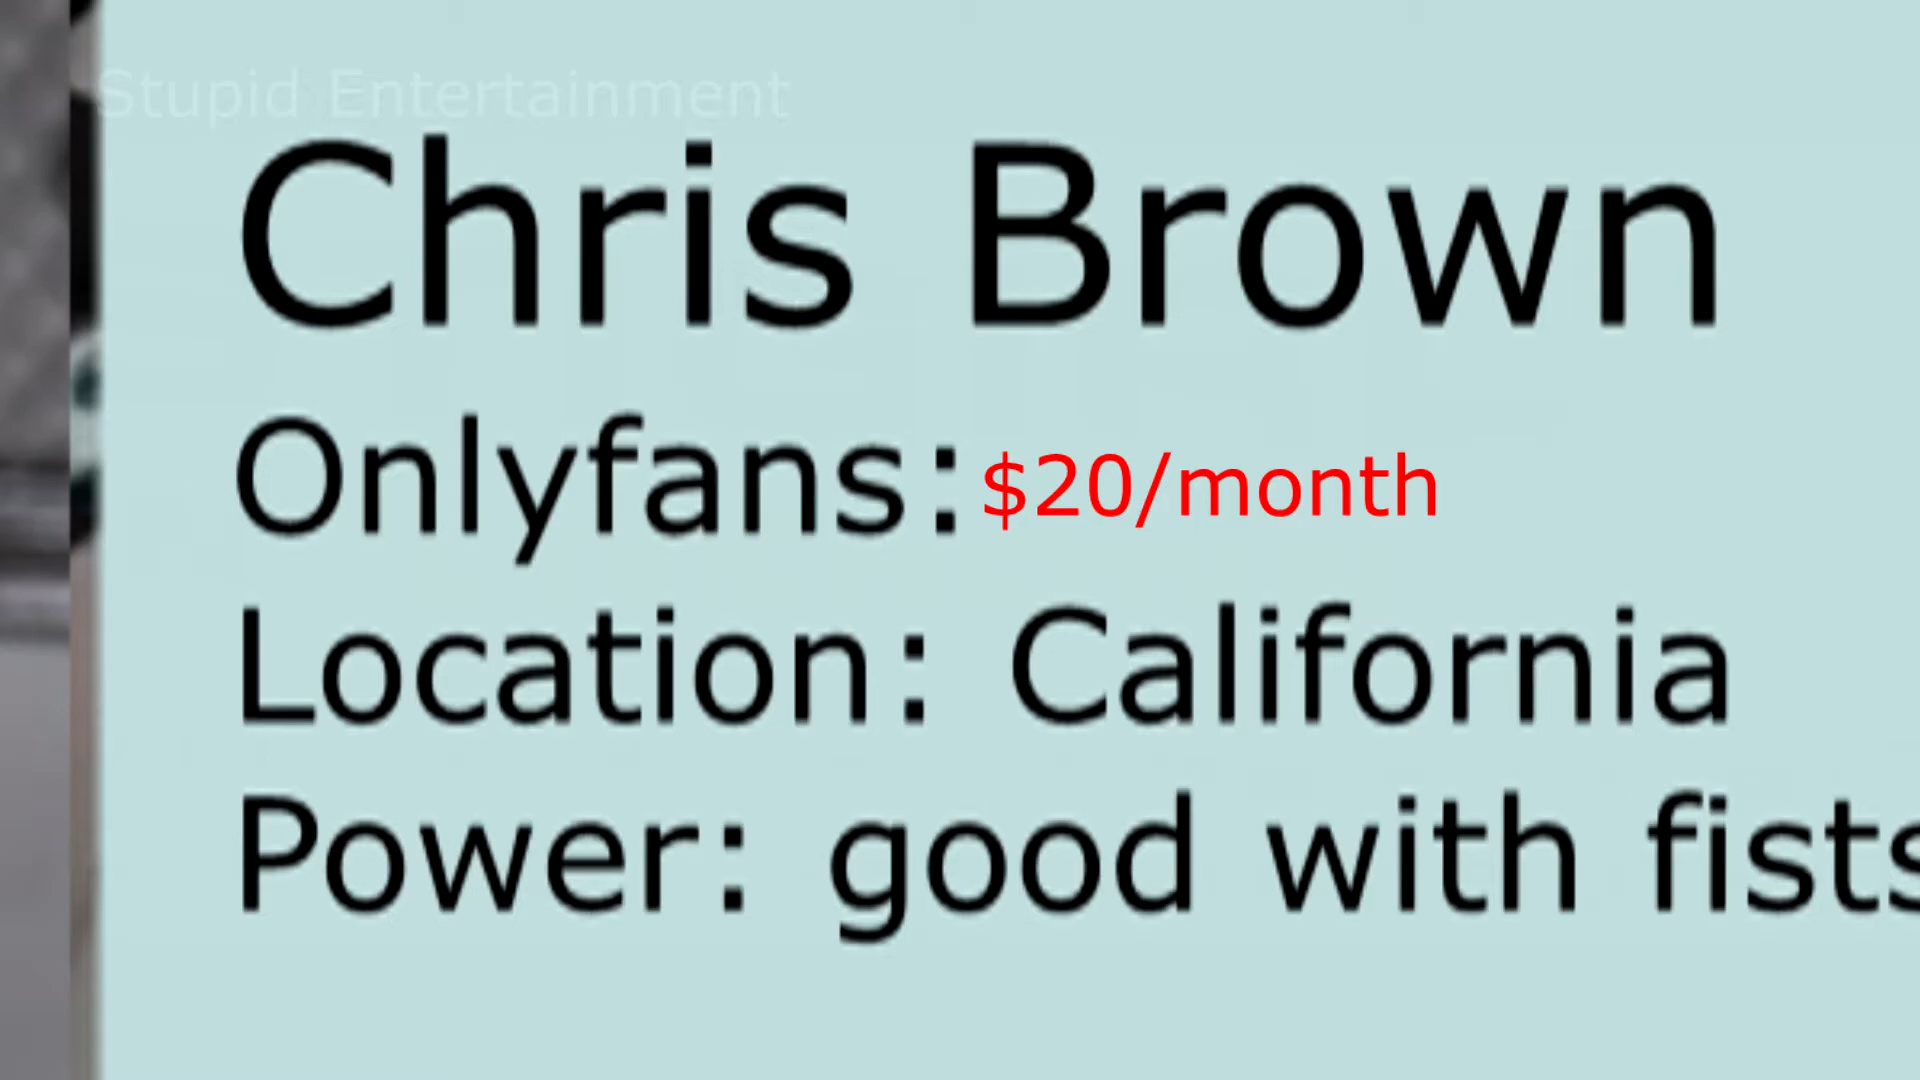 Stupid Entertainment
Chris Brown
Onlyfans:$20/month
Location: California
Power: good with fists